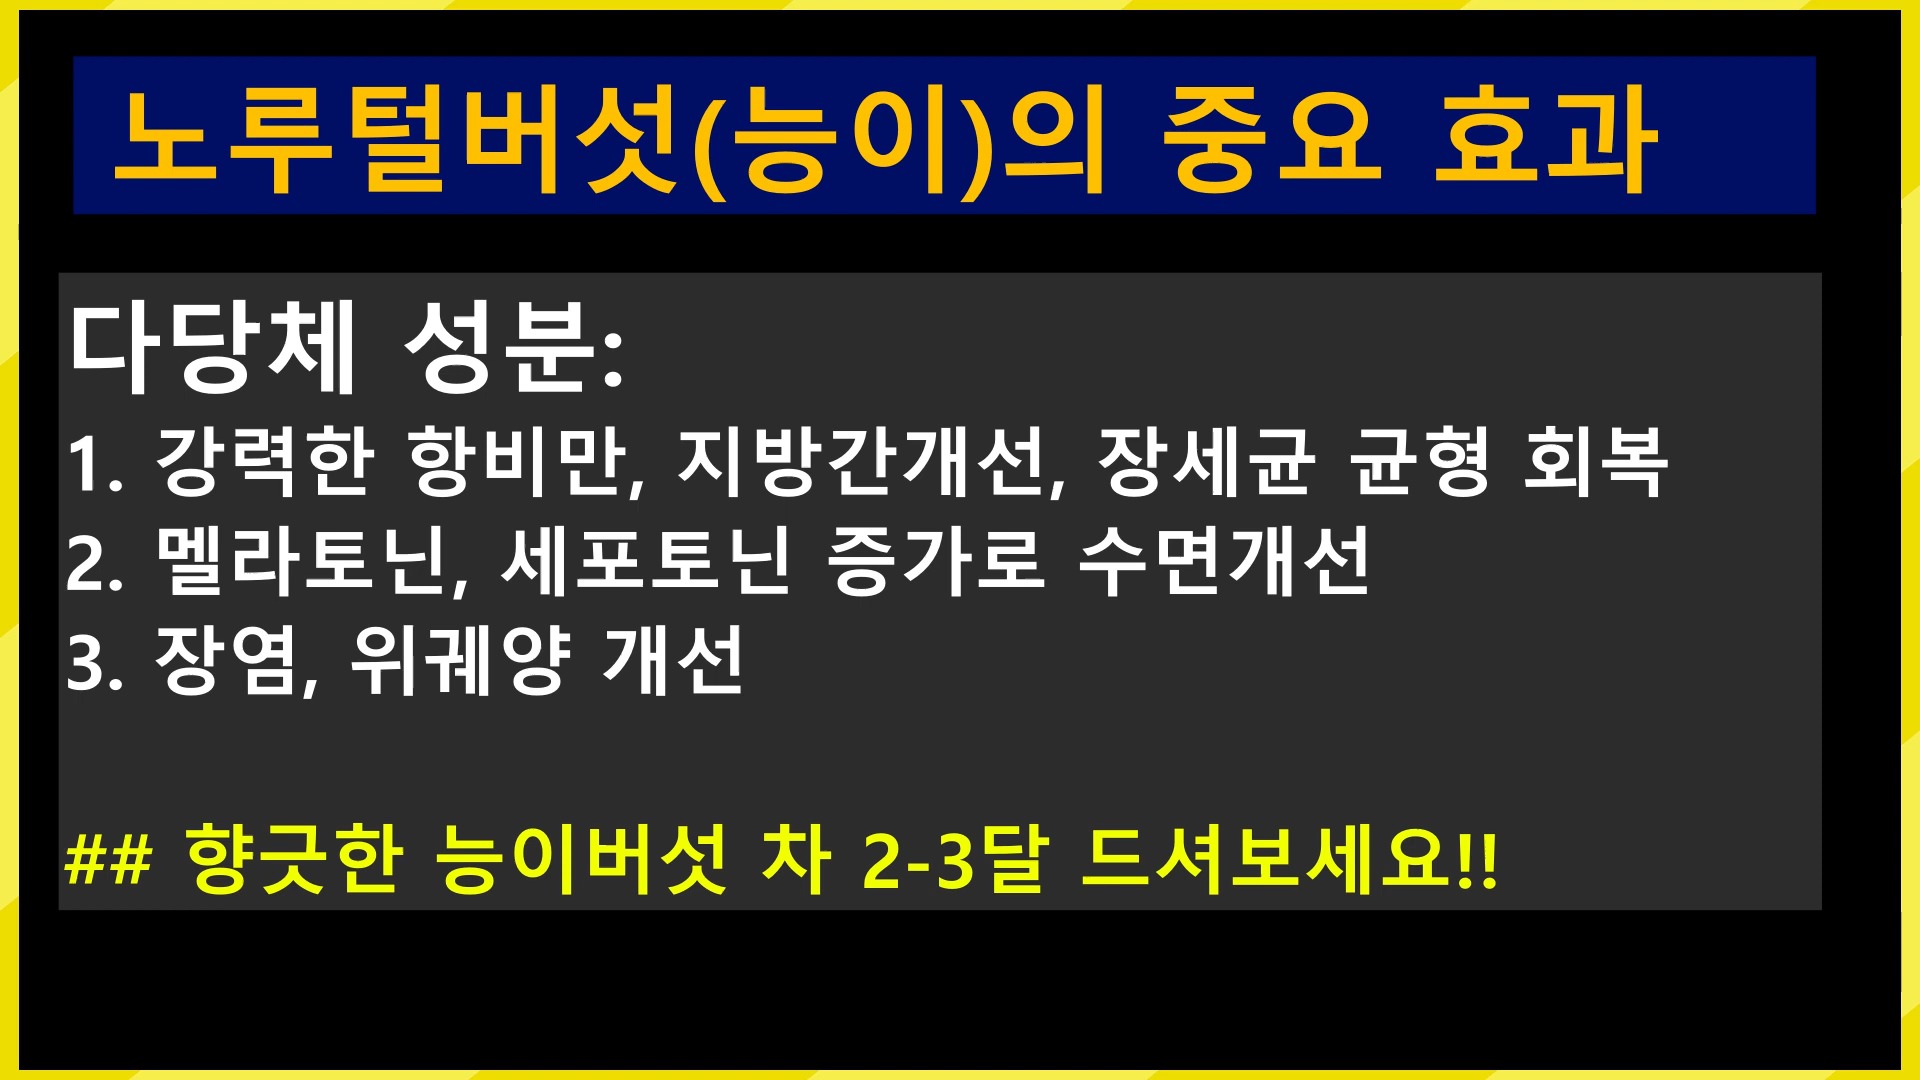 노루털버섯(능이)의 중요 효과
다당체 성분:
1. 강력한 항비만, 지방간개선, 장세균 균형 회복
2. 멜라토닌, 세포토닌 증가로 수면개선
3. 장염, 위궤양 개선
## 향긋한 능이버섯 차 2-3달 드셔보세요!!